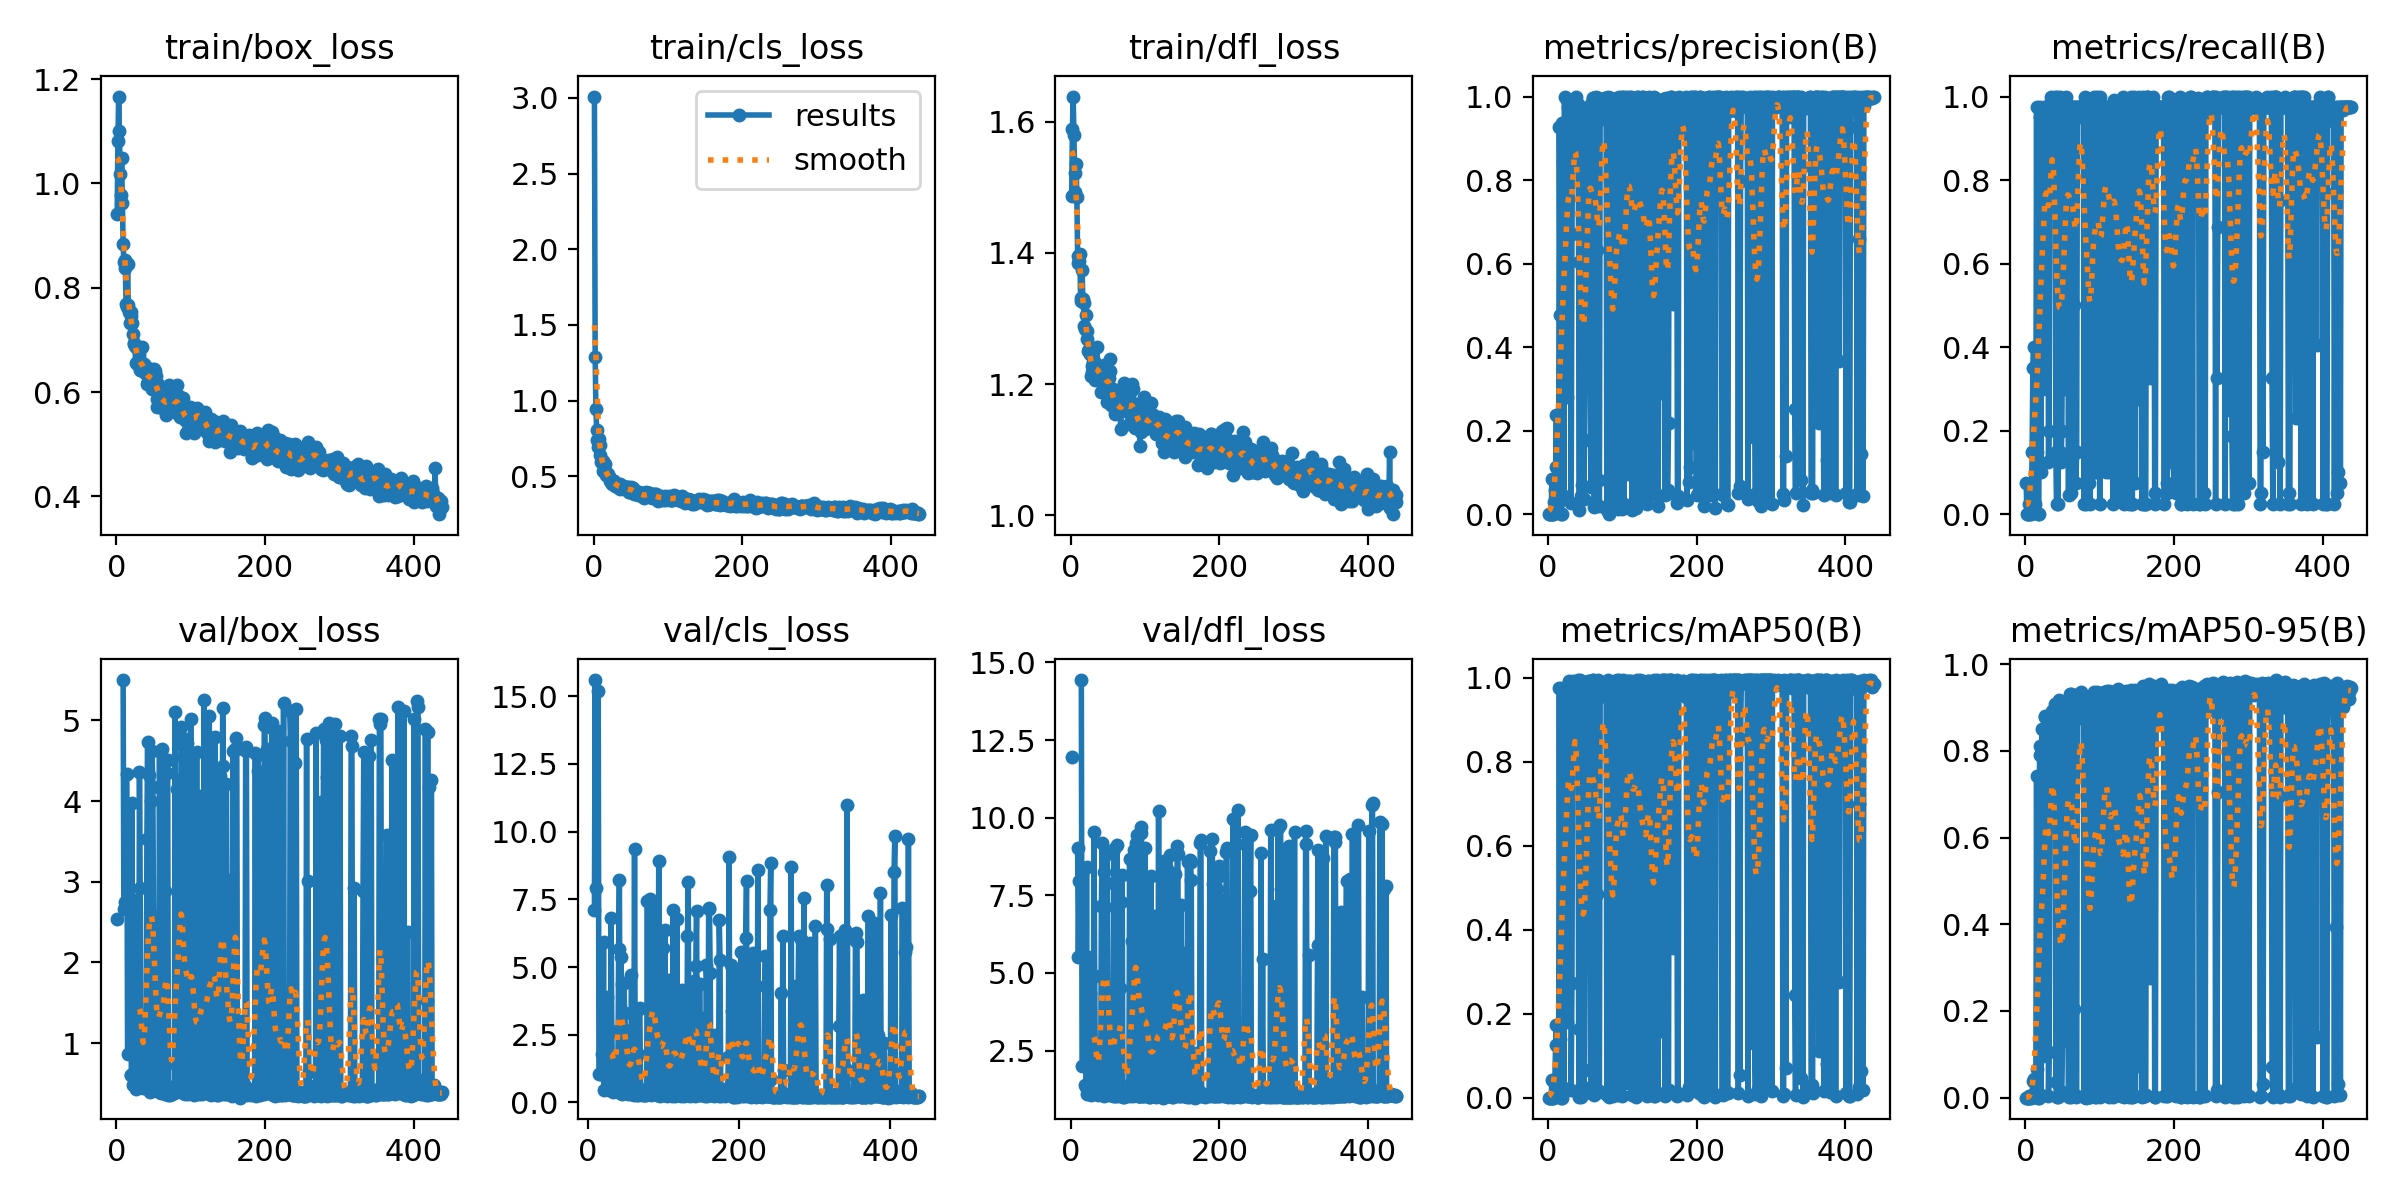 train/box_loss
1.2
1.0
0.8
0.6
0.4
0 200 400
train/cls_loss
results
smooth
3.0
2.5
2.0
1.5
1.0
0.5
0 200 400
train/dfl_loss
1.6
1.4
1.2
1.0
0 200 400
metrics/precision(B)
1.0
0.8
0.6
0.4
0.2
0.0
0 200 400
metrics/recall(B)
1.0
0.8
0.6
0.4
0.2
0.0
0 200 400
val/box_loss
5
4
3
2
1
0 200 400
val/cls_loss
15.0
12.5
10.0
7.5
5.0
2.5
0.0
0 200 400
val/dfl_loss
15.0
12.5
10.0
7.5
5.0
2.5
0 200 400
metrics/mAP50(B)
1.0
0.8
0.6
0.4
0.2
0.0
0 200 400
metrics/mAP50-95(B)
1.0
0.8
0.6
0.4
0.2
0.0
0 200 400